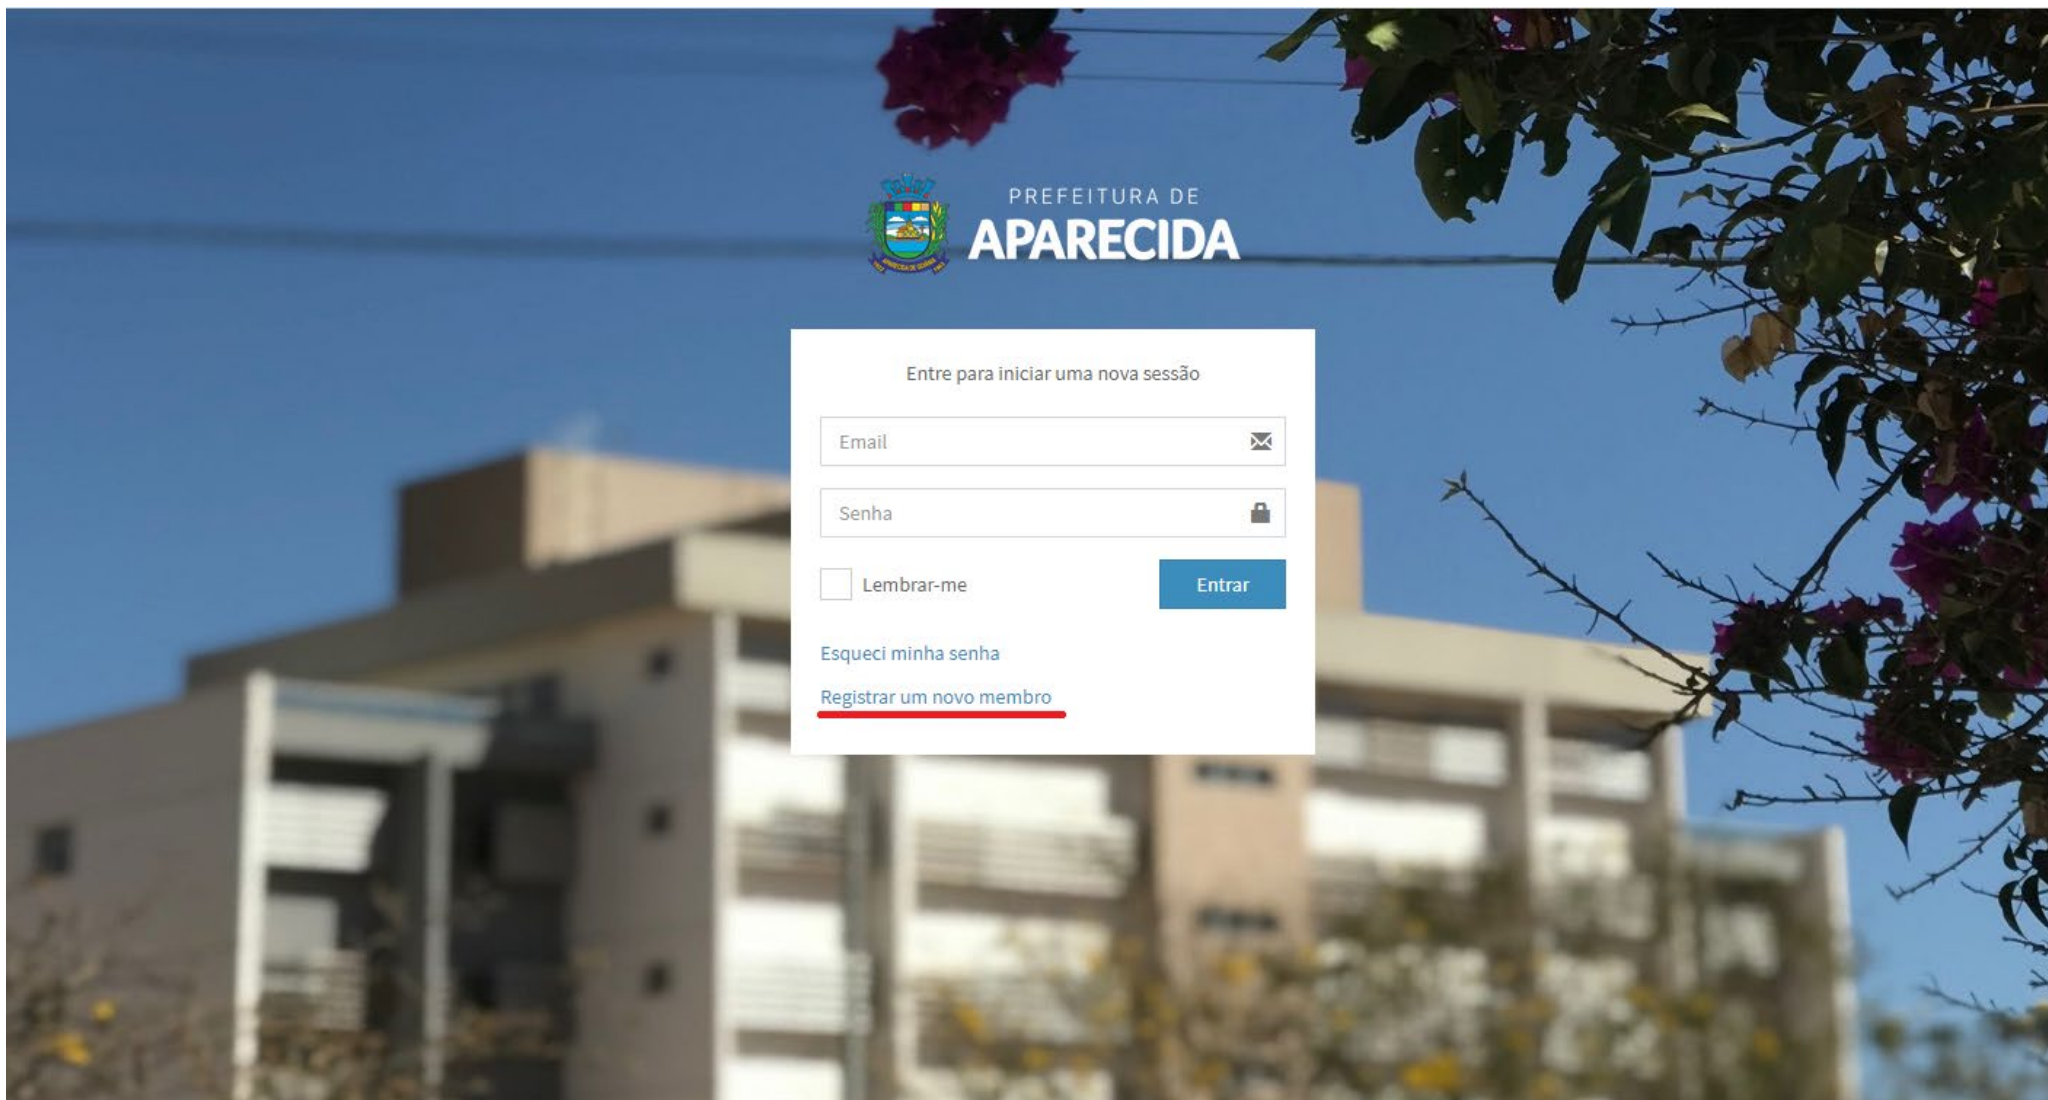 PREFEITURA DE
APARECIDA
Entre para iniciar uma nova sessão
Email
Senha
Lembrar-me
Entrar
Esqueci minha senha
Registrar um novo membro